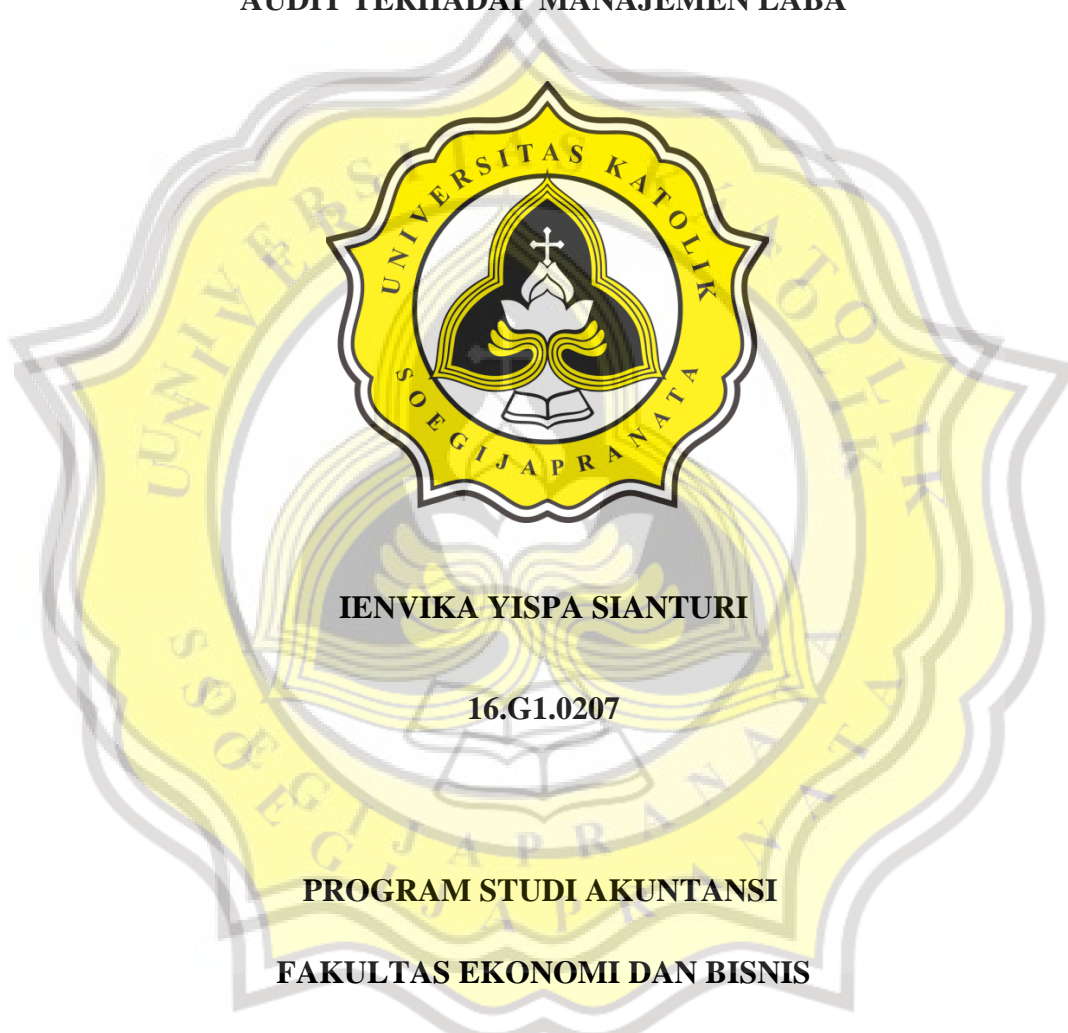 AUDIT TERHADAP MANAJEMEN LABA
UNIVERSITAS KATOLIK
SOEGIJAPRANATA
IENVIKA YISPA SIANTURI
16.G1.0207
PROGRAM STUDI AKUNTANSI
FAKULTAS EKONOMI DAN BISNIS